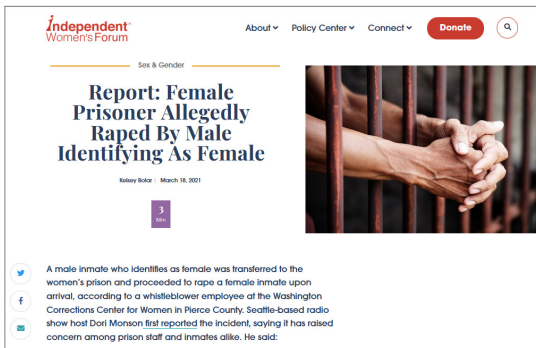 independent®
Women's Forum
About
Policy Center
Connect
Donate
Sex & Gender
Report: Female
Prisoner Allegedly
Raped By Male
Identifying As Female
Kelsey Bolar | March 18, 2021
3
Min
A male inmate who identifies as female was transferred to the
women's prison and proceeded to rape a female inmate upon
arrival, according to a whistleblower employee at the Washington
Corrections Center for Women in Pierce County. Seattle-based radio
show host Dori Monson first reported the incident, saying it has raised
concern among prison staff and inmates alike. He said: